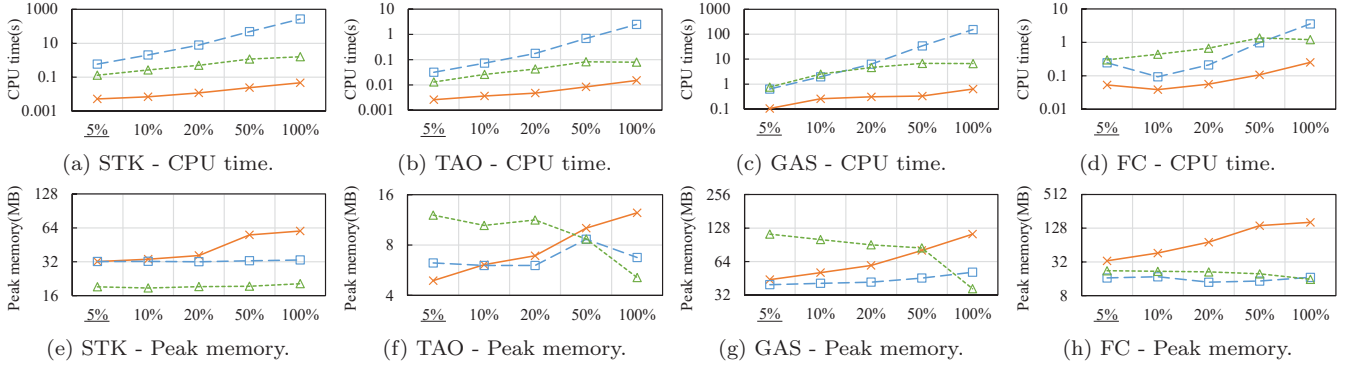 CPU time(s)
1000
10
0.1
0.001
5% 10% 20% 50% 100%
(a) STK - CPU time.
CPU time(s)
10
1
0.1
0.01
0.001
5% 10% 20% 50% 100%
(b) TAO - CPU time.
CPU time(s)
1000
100
10
1
0.1
5% 10% 20% 50% 100%
(c) GAS - CPU time.
CPU time(s)
10
1
0.1
0.01
5% 10% 20% 50% 100%
(d) FC - CPU time.
Peak memory(MB)
128
64
32
16
5% 10% 20% 50% 100%
(e) STK - Peak memory.
Peak memory(MB)
16
8
4
5% 10% 20% 50% 100%
(f) TAO - Peak memory.
Peak memory(MB)
256
128
64
32
5% 10% 20% 50% 100%
(g) GAS - Peak memory.
Peak memory(MB)
512
128
32
8
5% 10% 20% 50% 100%
(h) FC - Peak memory.